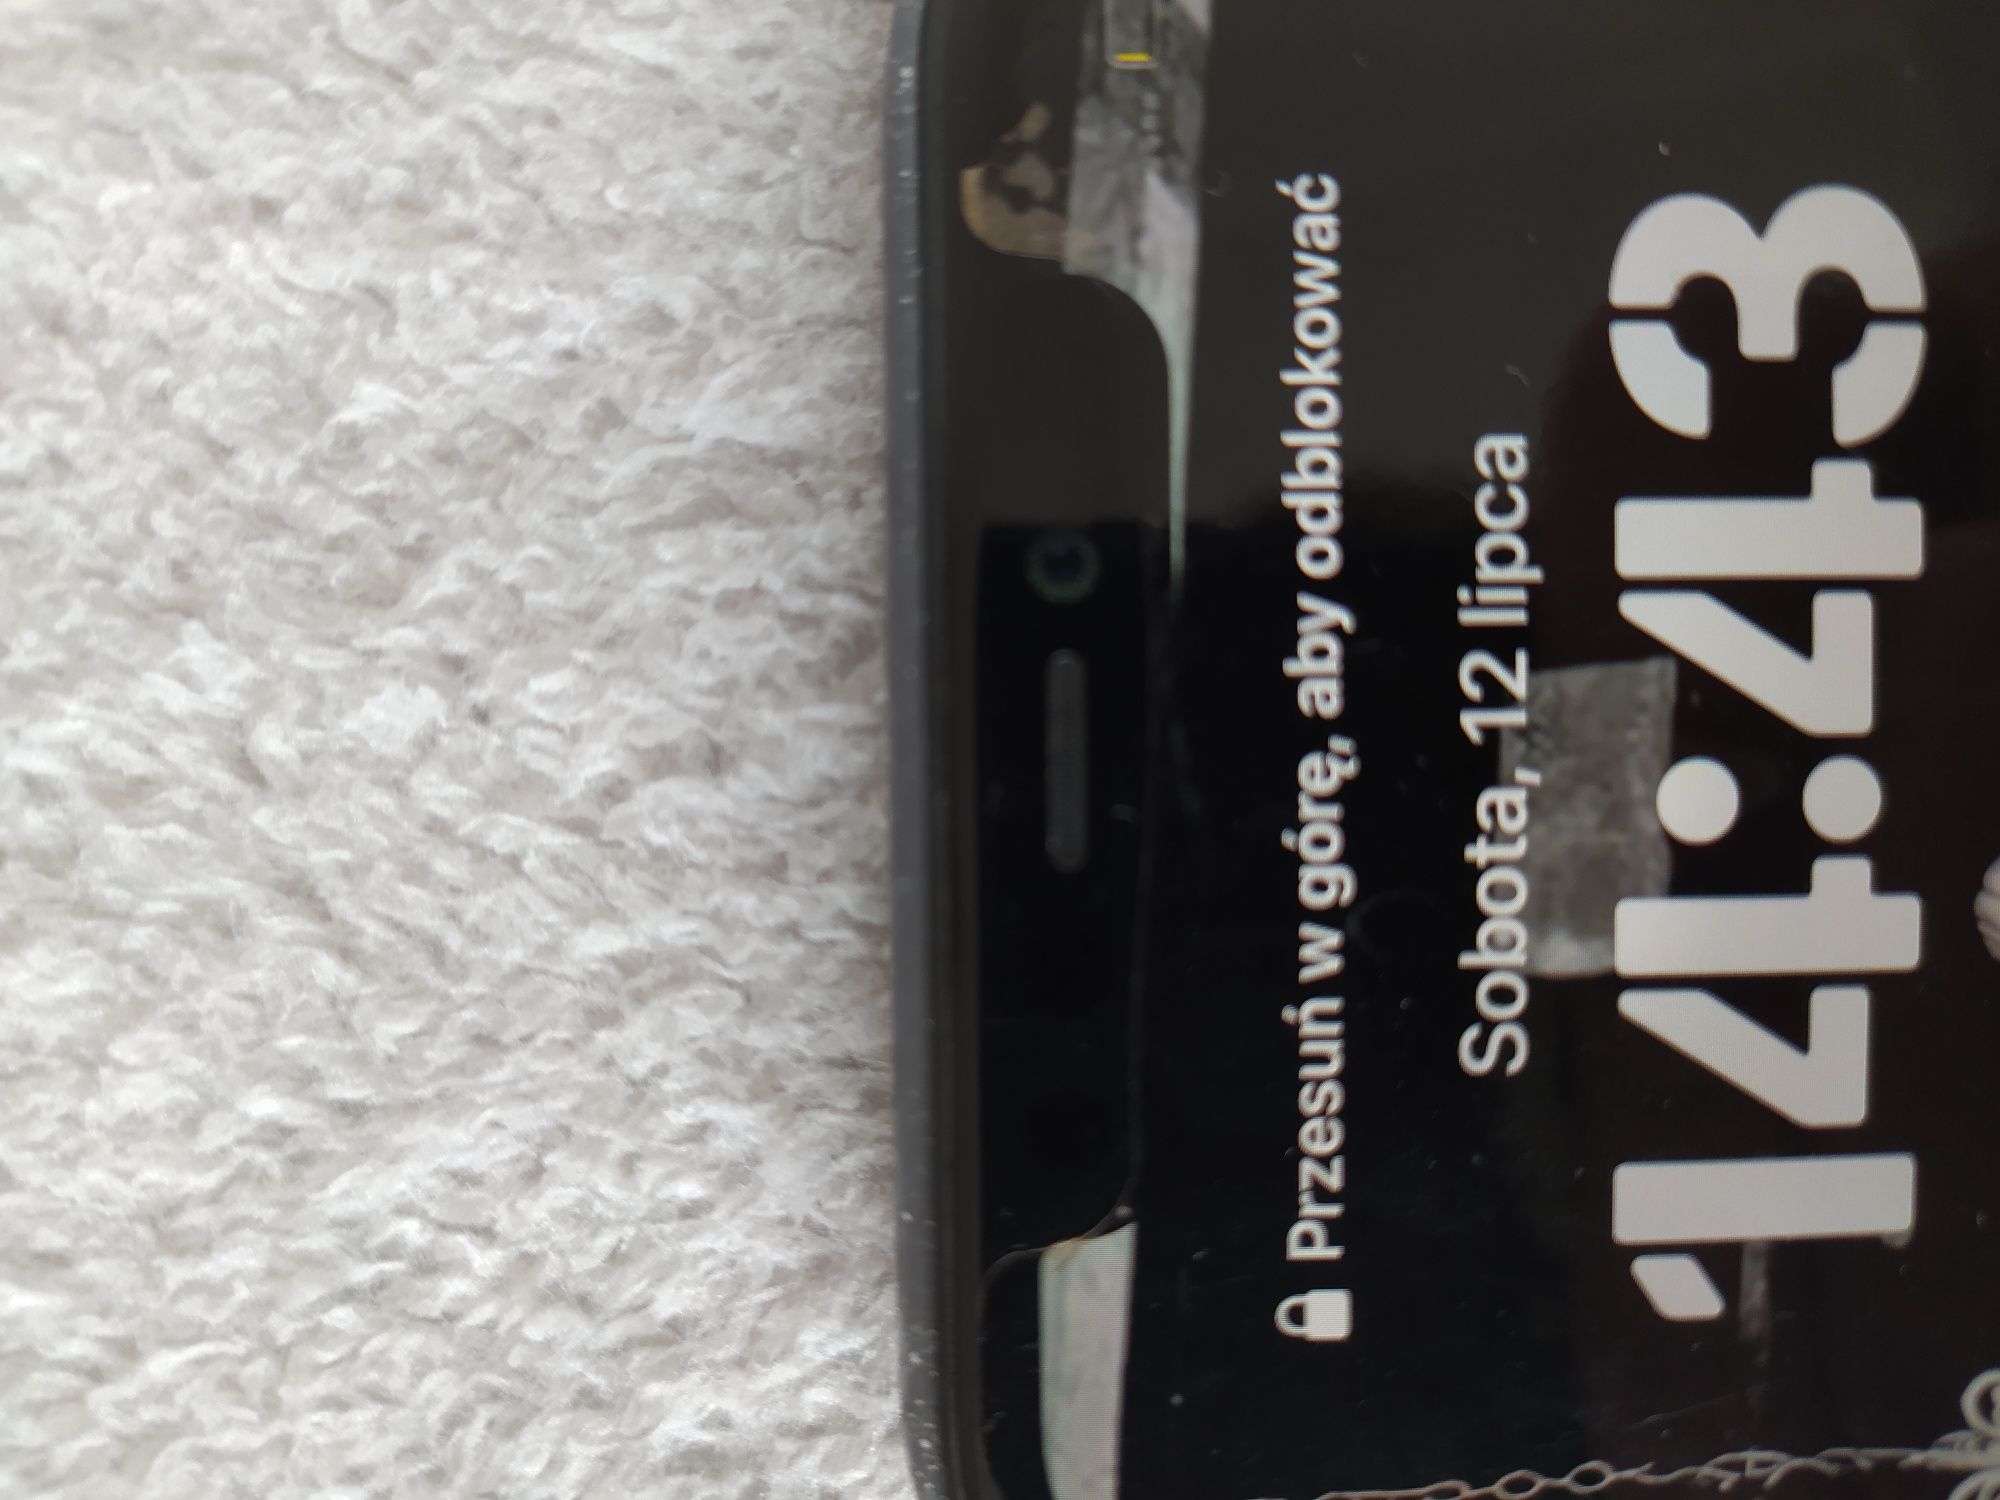 Przesuń w górę, aby odblokować
Sobota, 12 lipca
14:43